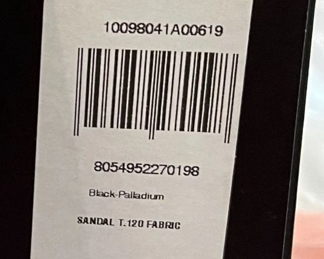 10098041A00619
8054952270198
Black-Palladium
SANDAL T.120 FABRIC